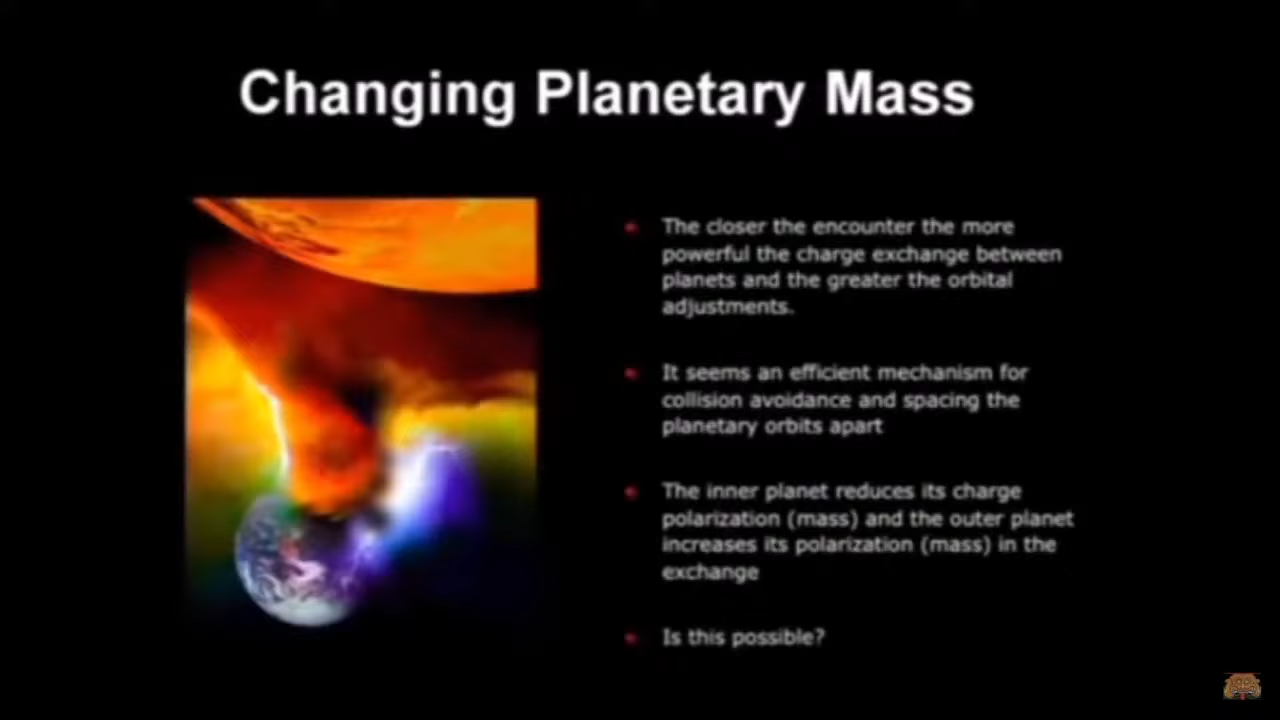 Changing Planetary Mass
The closer the encounter the more
powerful the charge exchange between
planets and the greater the orbital
adjustments.
It seems an efficient mechanism for
collision avoidance and spacing the
planetary orbits apart
The inner planet reduces its charge
polarization (mass) and the outer planet
increases its polarization (mass) in the
exchange
Is this possible?